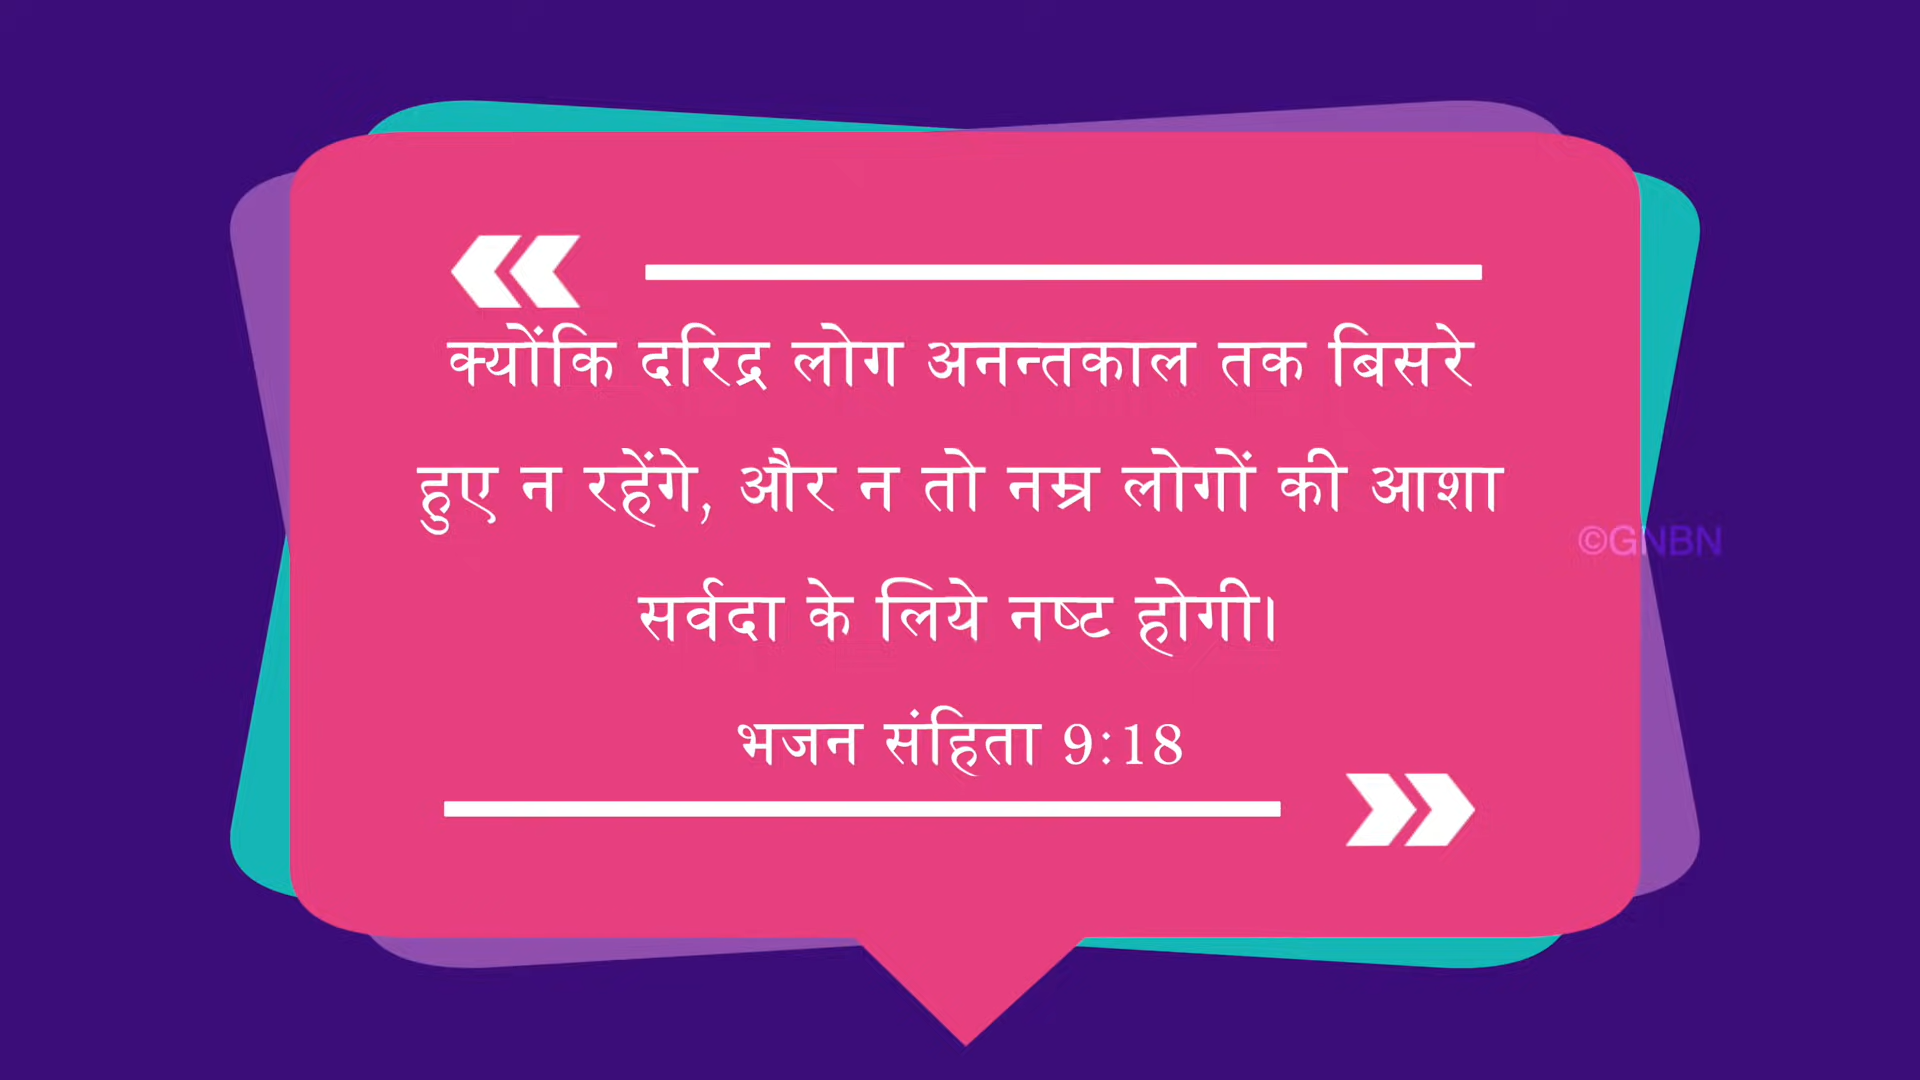 क्योंकि दरिद्र लोग अनन्तकाल तक बिसरे
हुए न रहेंगे, और न तो नम्र लोगों की आशा
सर्वदा के लिये नष्ट होगी।
भजन संहिता 9:18
©GNBN